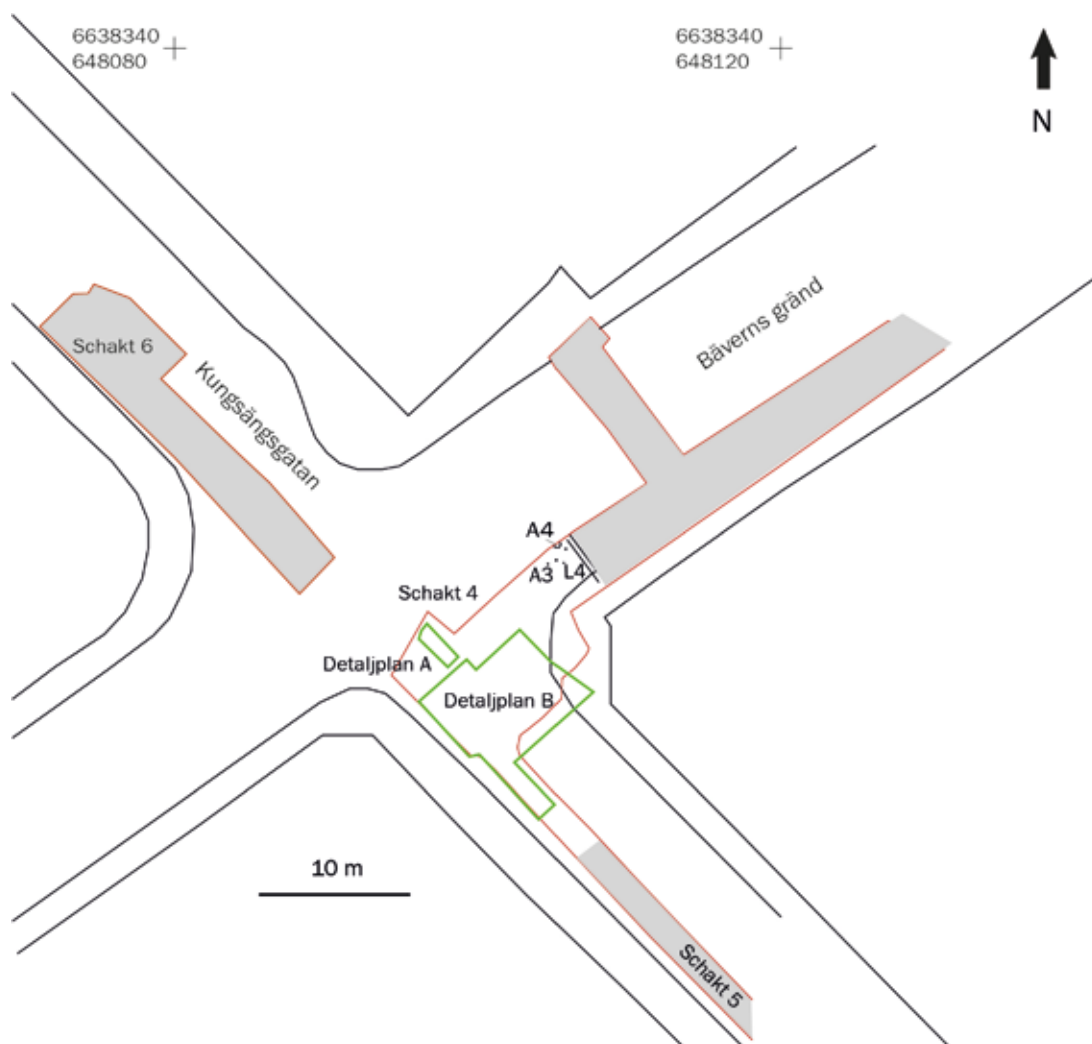 6638340
648080
6638340
648120
N
Bäverns gränd
Schakt 6
Kungsängsgatan
A4
A3
L4
Schakt 4
Detaljplan A
Detaljplan B
10 m
Schakt 5